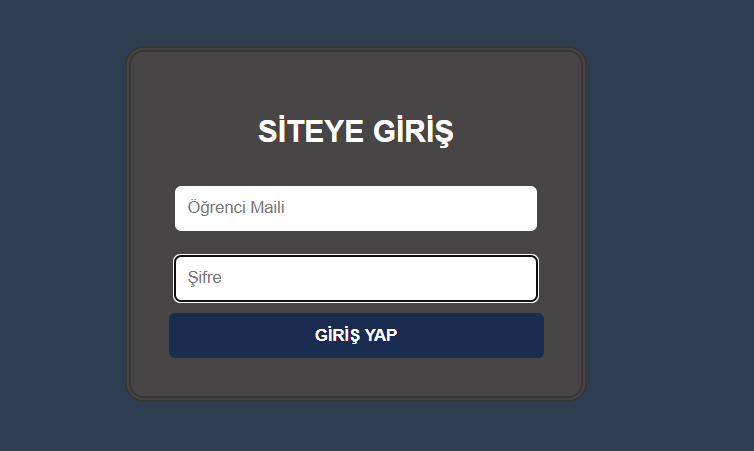 SİTEYE GİRİŞ
Öğrenci Maili
Şifre
GİRİŞ YAP